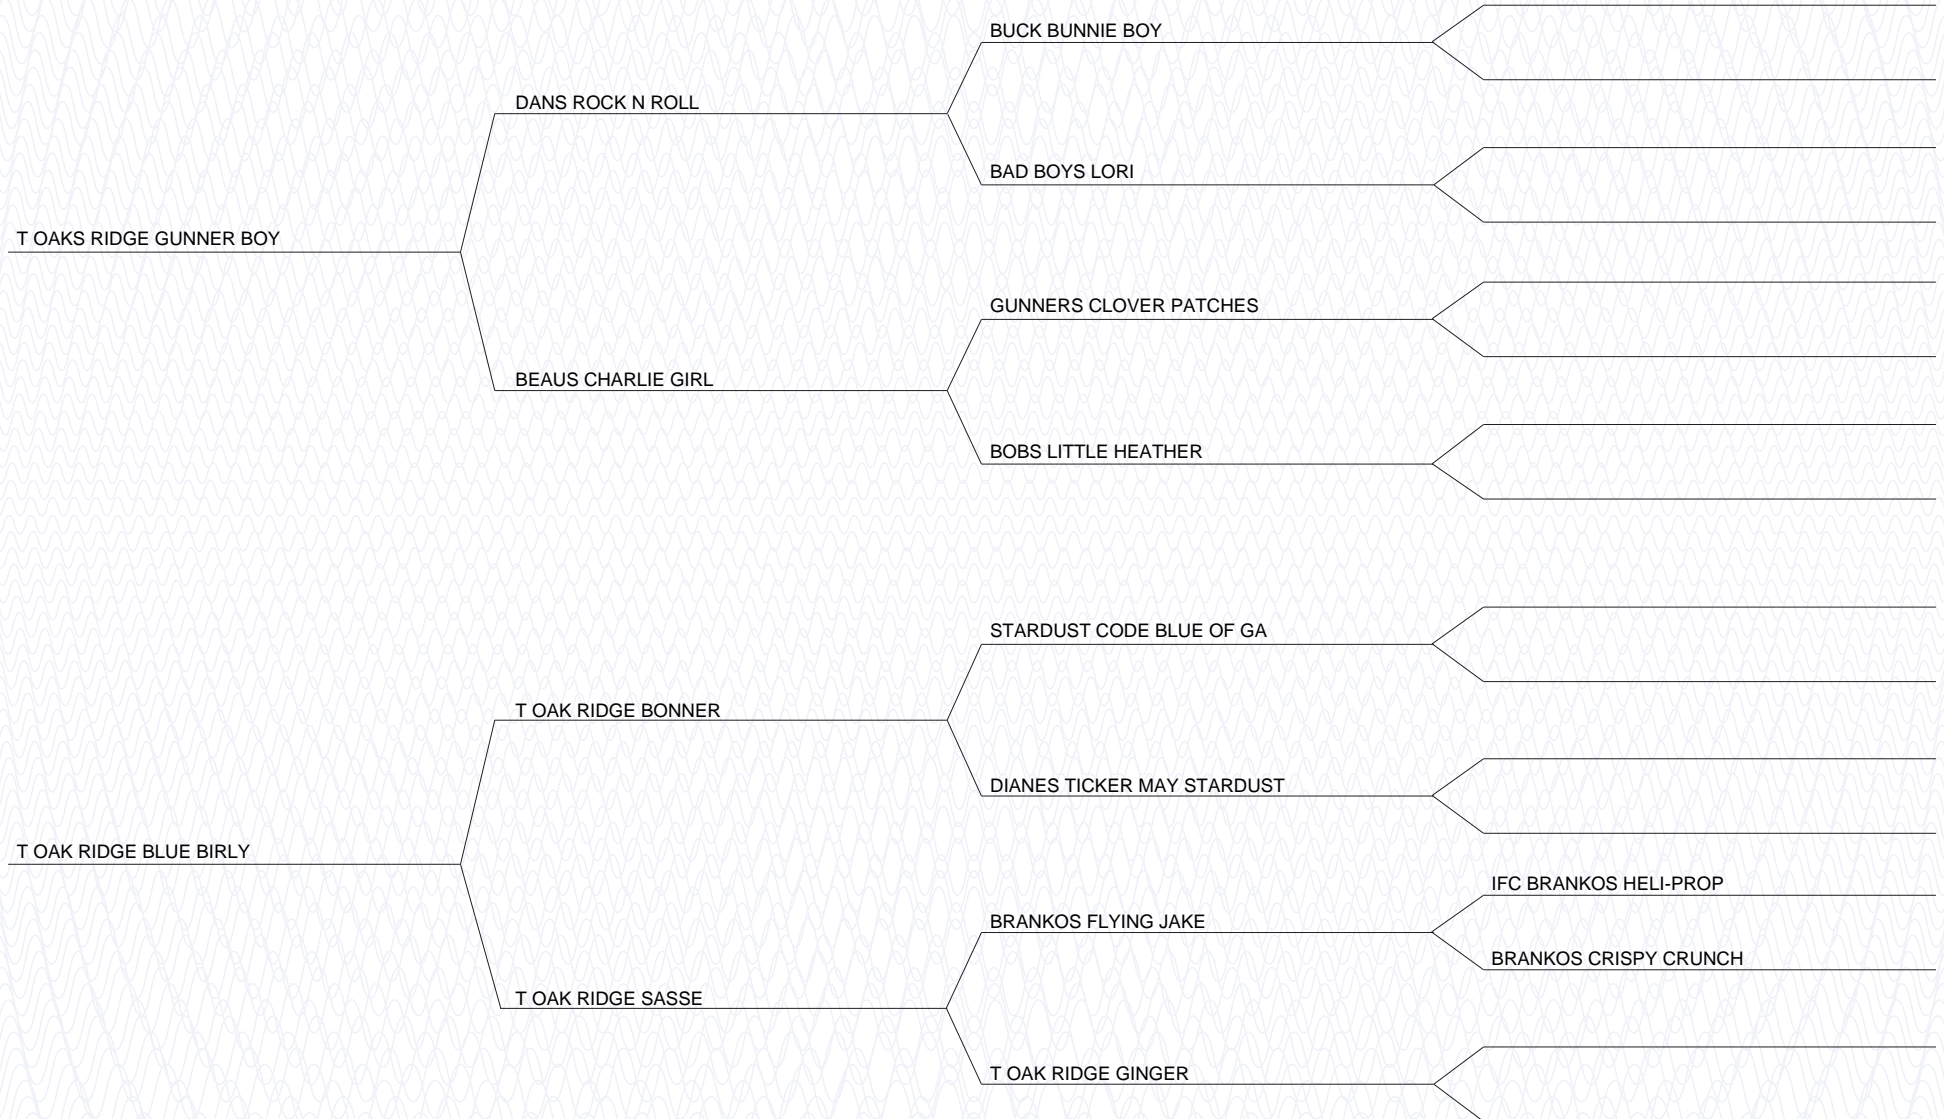 BUCK BUNNIE BOY
DANS ROCK N ROLL
BAD BOYS LORI
T OAKS RIDGE GUNNER BOY
GUNNERS CLOVER PATCHES
BEAUS CHARLIE GIRL
BOBS LITTLE HEATHER
STARDUST CODE BLUE OF GA
T OAK RIDGE BONNER
DIANES TICKER MAY STARDUST
T OAK RIDGE BLUE BIRLY
IFC BRANKOS HELI-PROP
BRANKOS FLYING JAKE
BRANKOS CRISPY CRUNCH
T OAK RIDGE SASSE
T OAK RIDGE GINGER